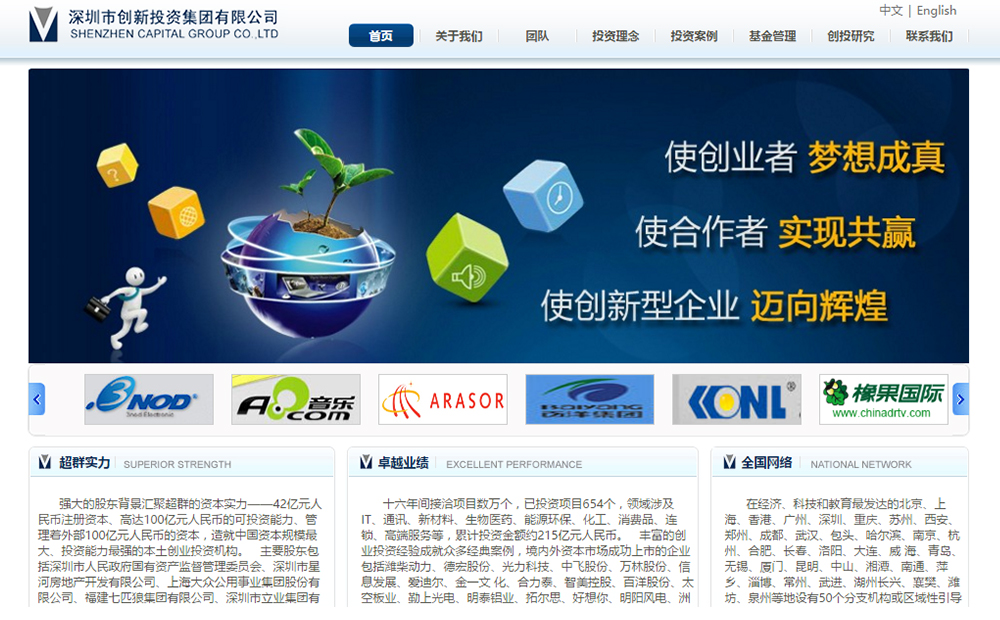 深圳市创新投资集团有限公司
SHENZHEN CAPITAL GROUP CO.,LTD
中文 | English
首页 关于我们 团队 投资理念 投资案例 基金管理 创投研究 联系我们
使创业者 梦想成真
使合作者 实现共赢
使创新型企业 迈向辉煌
?
BNOD®
Snod Electronic
A8音乐
.com
ARASOR
BAIYANG
百洋集团
KONL®
橡果国际
www.chinadrtv.com
超群实力 SUPERIOR STRENGTH
强大的股东背景汇聚超群的资本实力——42亿元人
民币注册资本、高达100亿元人民币的可投资能力、管
理着外部100亿元人民币的资本，造就中国资本规模最
大、投资能力最强的本土创业投资机构。 主要股东包
括深圳市人民政府国有资产监督管理委员会、深圳市星
河房地产开发有限公司、上海大众公用事业集团股份有
限公司、福建七匹狼集团有限公司、深圳市立业集团有
卓越业绩 EXCELLENT PERFORMANCE
十六年间接洽项目数万个，已投资项目654个，领域涉及
IT、通讯、新材料、生物医药、能源环保、化工、消费品、连
锁、高端服务等，累计投资金额约215亿元人民币。 丰富的创
业投资经验成就众多经典案例，境内外资本市场成功上市的企业
包括潍柴动力、德宏股份、光力科技、中飞股份、万林股份、信
息发展、爱迪尔、金一文 化、合力泰、智美控股、百洋股份、太
空板业、勤上光电、明泰铝业、拓尔思、好想你、明阳风电、洲
全国网络 NATIONAL NETWORK
在经济、科技和教育最发达的北京、上
海、香港、广州、深圳、重庆、苏州、西安、
郑州、成都、武汉、包头、哈尔滨、南京、杭
州、合肥、长春、洛阳、大连、威 海、青岛、
无锡、厦门、昆明、中山、湘潭、南通、萍
乡、淄博、常州、武进、湖州长兴、襄樊、潍
坊、泉州等地设有50个分支机构或区域性引导